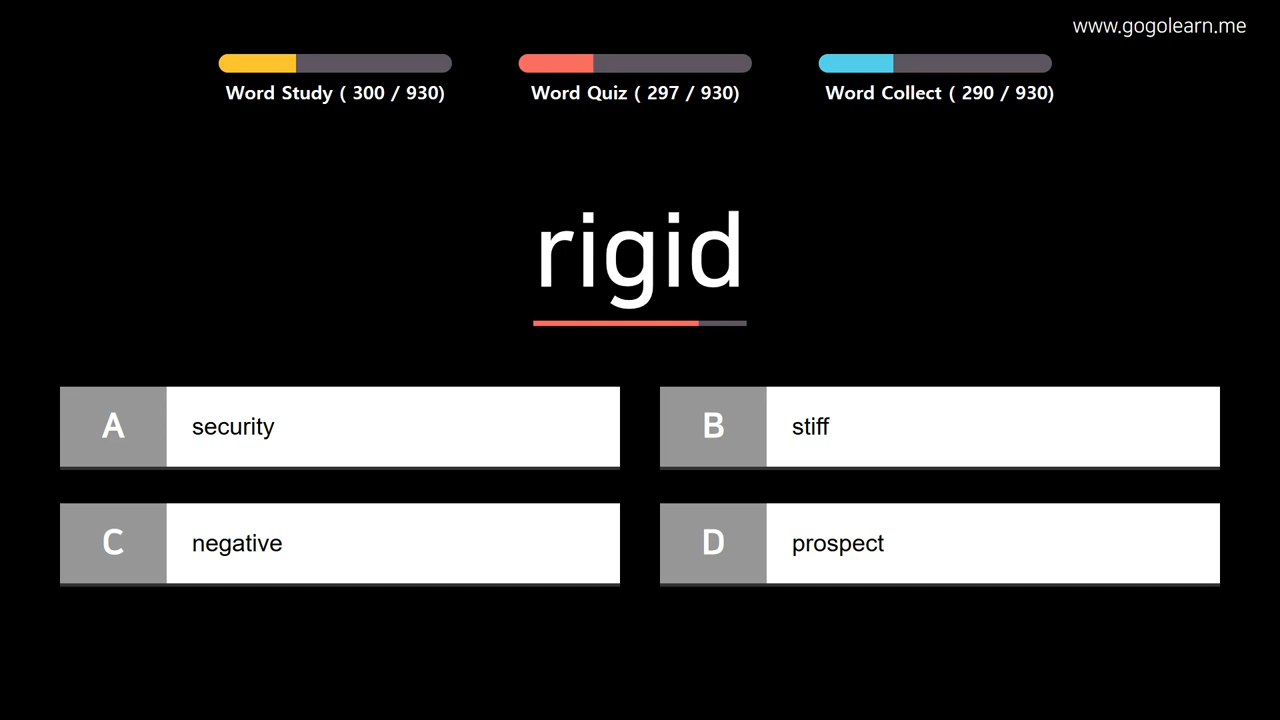 www.gogolearn.me
Word Study ( 300 / 930)
Word Quiz ( 297 / 930)
Word Collect ( 290 / 930)
rigid
A
security
B
stiff
C
negative
D
prospect